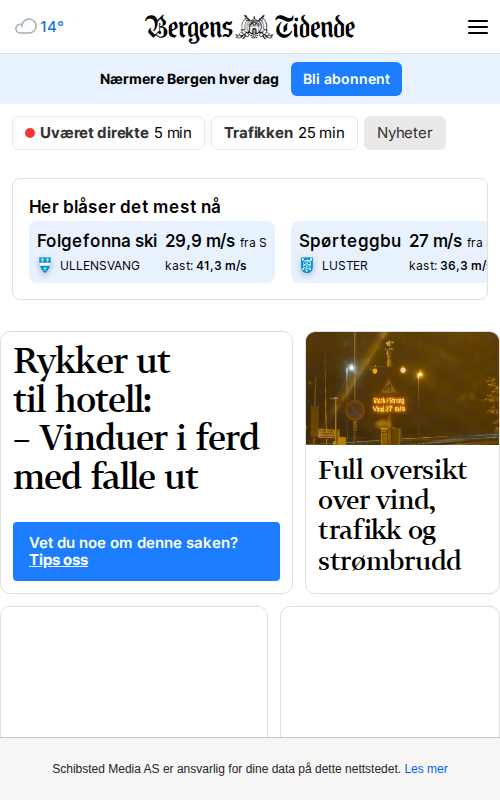 14°
Bergens Tidende
Nærmere Bergen hver dag
Bli abonnent
Uværet direkte 5 min
Trafikken 25 min
Nyheter
Her blåser det mest nå
Folgefonna ski 29,9 m/s fra S
ULLENSVANG kast: 41,3 m/s
Spørteggbu 27 m/s fra
LUSTER kast: 36,3 m/
Rykker ut
til hotell:
– Vinduer i ferd
med falle ut
Vet du noe om denne saken?
Tips oss
Sterk/Strong
Vind 27 m/s
Full oversikt
over vind,
trafikk og
strømbrudd
Schibsted Media AS er ansvarlig for dine data på dette nettstedet. Les mer